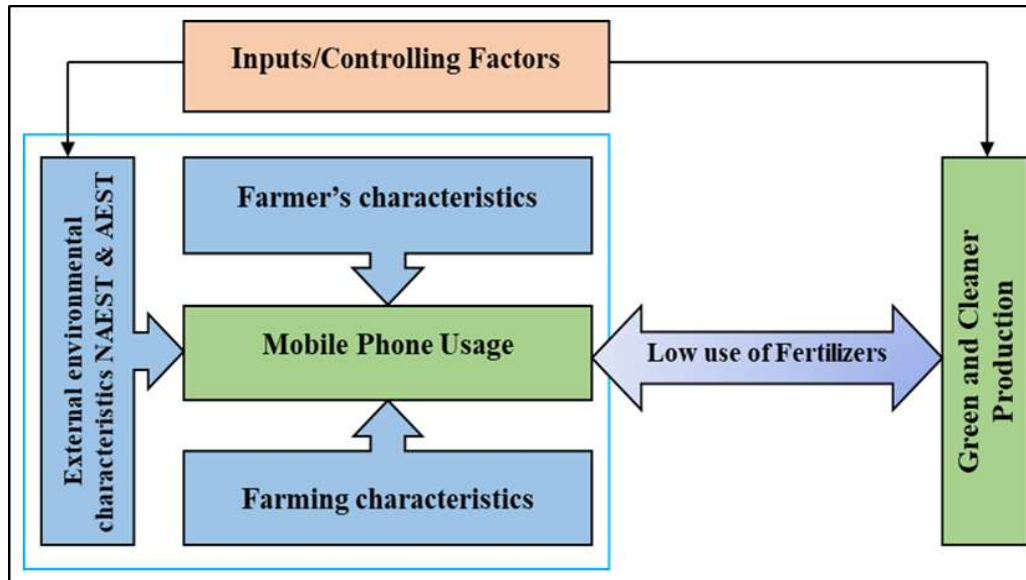 Inputs/Controlling Factors
External environmental
characteristics NAEST & AEST
Farmer’s characteristics
Mobile Phone Usage
Farming characteristics
Low use of Fertilizers
Green and Cleaner
Production